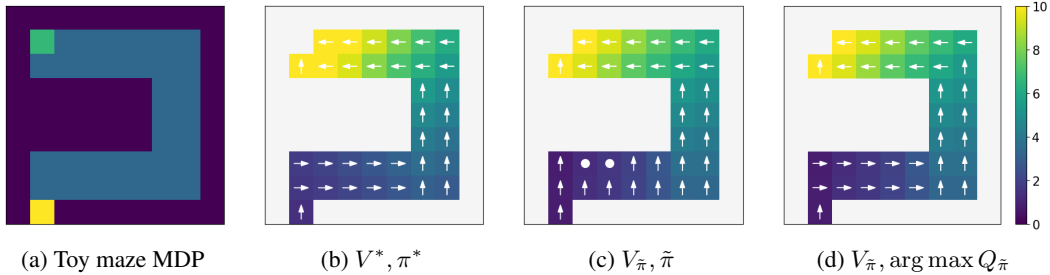 10
8
6
4
2
0
(a) Toy maze MDP
(b) V*, π*
(c) V_π̃, π̃
(d) V_π̃, arg max Q_π̃